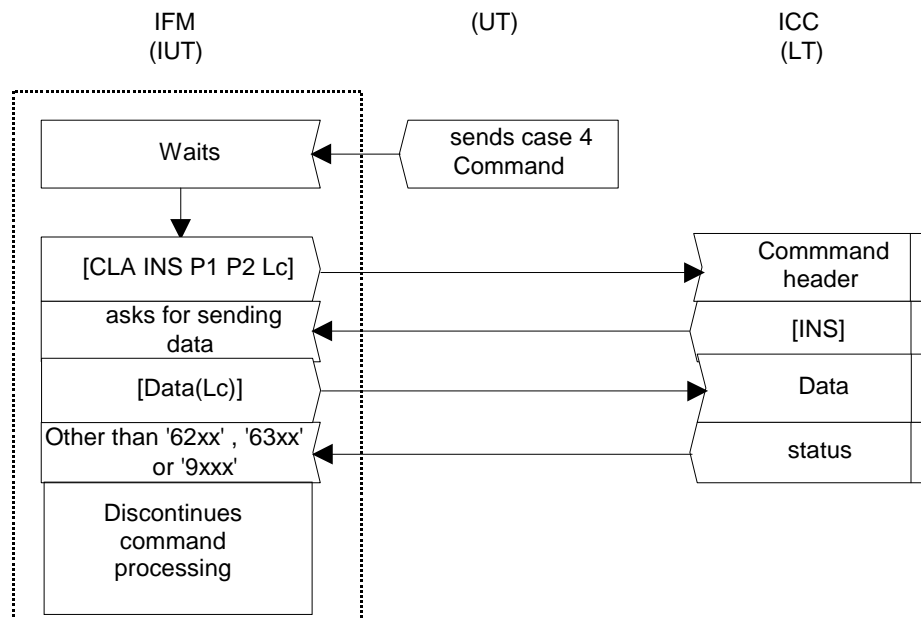 IFM
(IUT)
(UT)
ICC
(LT)
Waits
sends case 4
Command
[CLA INS P1 P2 Lc]
Commmand
header
asks for sending
data
[INS]
[Data(Lc)]
Data
Other than '62xx' , '63xx'
or '9xxx'
status
Discontinues
command
processing